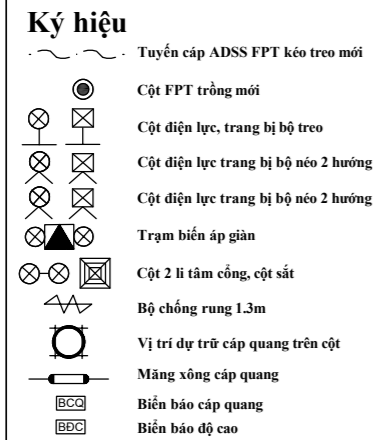 Ký hiệu
Tuyến cáp ADSS FPT kéo treo mới
Cột FPT trồng mới
Cột điện lực, trang bị bộ treo
Cột điện lực trang bị bộ néo 2 hướng
Cột điện lực trang bị bộ néo 2 hướng
Trạm biến áp giàn
Cột 2 li tâm cổng, cột sắt
Bộ chống rung 1.3m
Vị trí dự trữ cáp quang trên cột
Măng xông cáp quang
BCQ Biển báo cáp quang
BĐC Biển báo độ cao